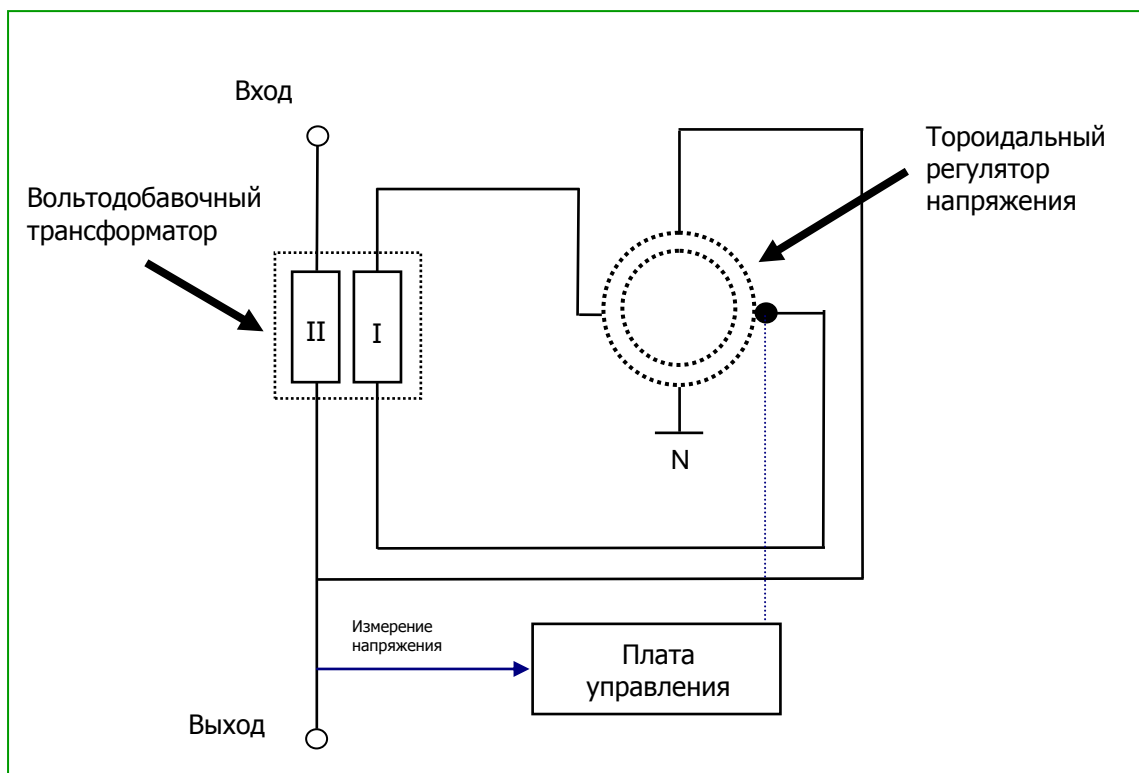 Вход
Тороидальный
регулятор
напряжения
Вольтодобавочный
трансформатор
II
I
N
Измерение
напряжения
Плата
управления
Выход